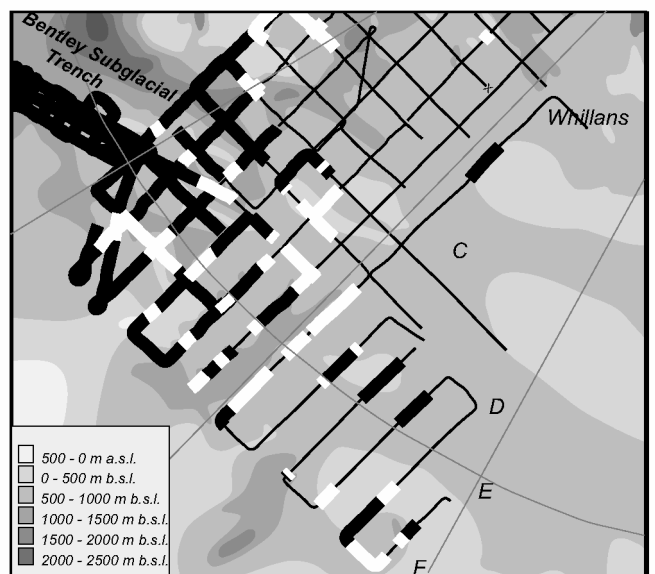 Bentley Subglacial
Trench
Whillans
C
D
E
F
500 - 0 m a.s.l.
0 - 500 m b.s.l.
500 - 1000 m b.s.l.
1000 - 1500 m b.s.l.
1500 - 2000 m b.s.l.
2000 - 2500 m b.s.l.